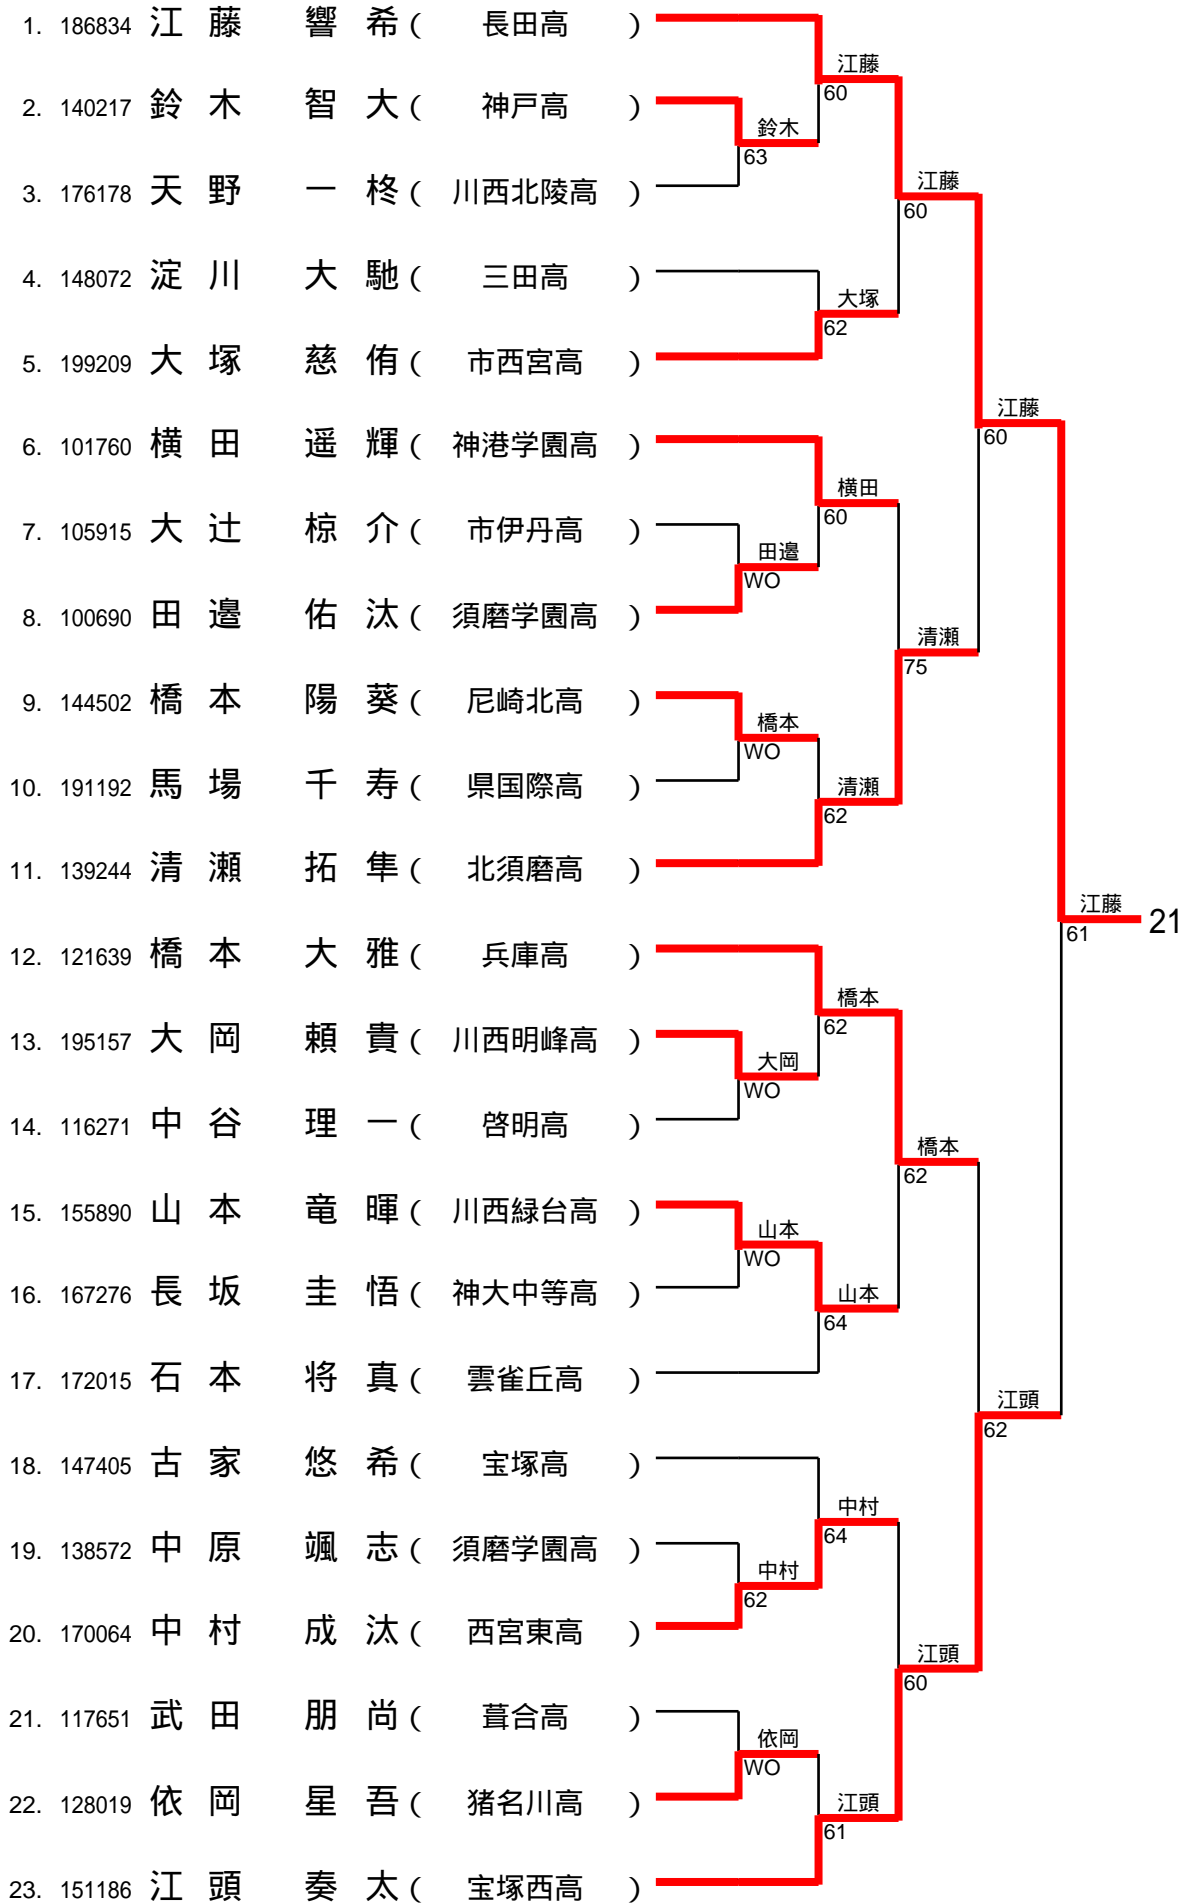 1. 186834 江 藤 響 希 ( 長田高 )
江藤
60
2. 140217 鈴 木 智 大 ( 神戸高 )
鈴木
63
3. 176178 天 野 一 柊 ( 川西北陵高 )
江藤
60
4. 148072 淀 川 大 馳 ( 三田高 )
大塚
62
5. 199209 大 塚 慈 侑 ( 市西宮高 )
江藤
60
6. 101760 横 田 遥 輝 ( 神港学園高 )
横田
60
7. 105915 大 辻 椋 介 ( 市伊丹高 )
田邉
WO
8. 100690 田 邉 佑 汰 ( 須磨学園高 )
清瀬
75
9. 144502 橋 本 陽 葵 ( 尼崎北高 )
橋本
WO
10. 191192 馬 場 千 寿 ( 県国際高 )
清瀬
62
11. 139244 清 瀬 拓 隼 ( 北須磨高 )
江藤
61
21
12. 121639 橋 本 大 雅 ( 兵庫高 )
橋本
62
13. 195157 大 岡 頼 貴 ( 川西明峰高 )
大岡
WO
14. 116271 中 谷 理 一 ( 啓明高 )
橋本
62
15. 155890 山 本 竜 暉 ( 川西緑台高 )
山本
WO
16. 167276 長 坂 圭 悟 ( 神大中等高 )
山本
64
17. 172015 石 本 将 真 ( 雲雀丘高 )
江頭
62
18. 147405 古 家 悠 希 ( 宝塚高 )
中村
64
19. 138572 中 原 颯 志 ( 須磨学園高 )
中村
62
20. 170064 中 村 成 汰 ( 西宮東高 )
江頭
60
21. 117651 武 田 朋 尚 ( 葺合高 )
依岡
WO
22. 128019 依 岡 星 吾 ( 猪名川高 )
江頭
61
23. 151186 江 頭 奏 太 ( 宝塚西高 )